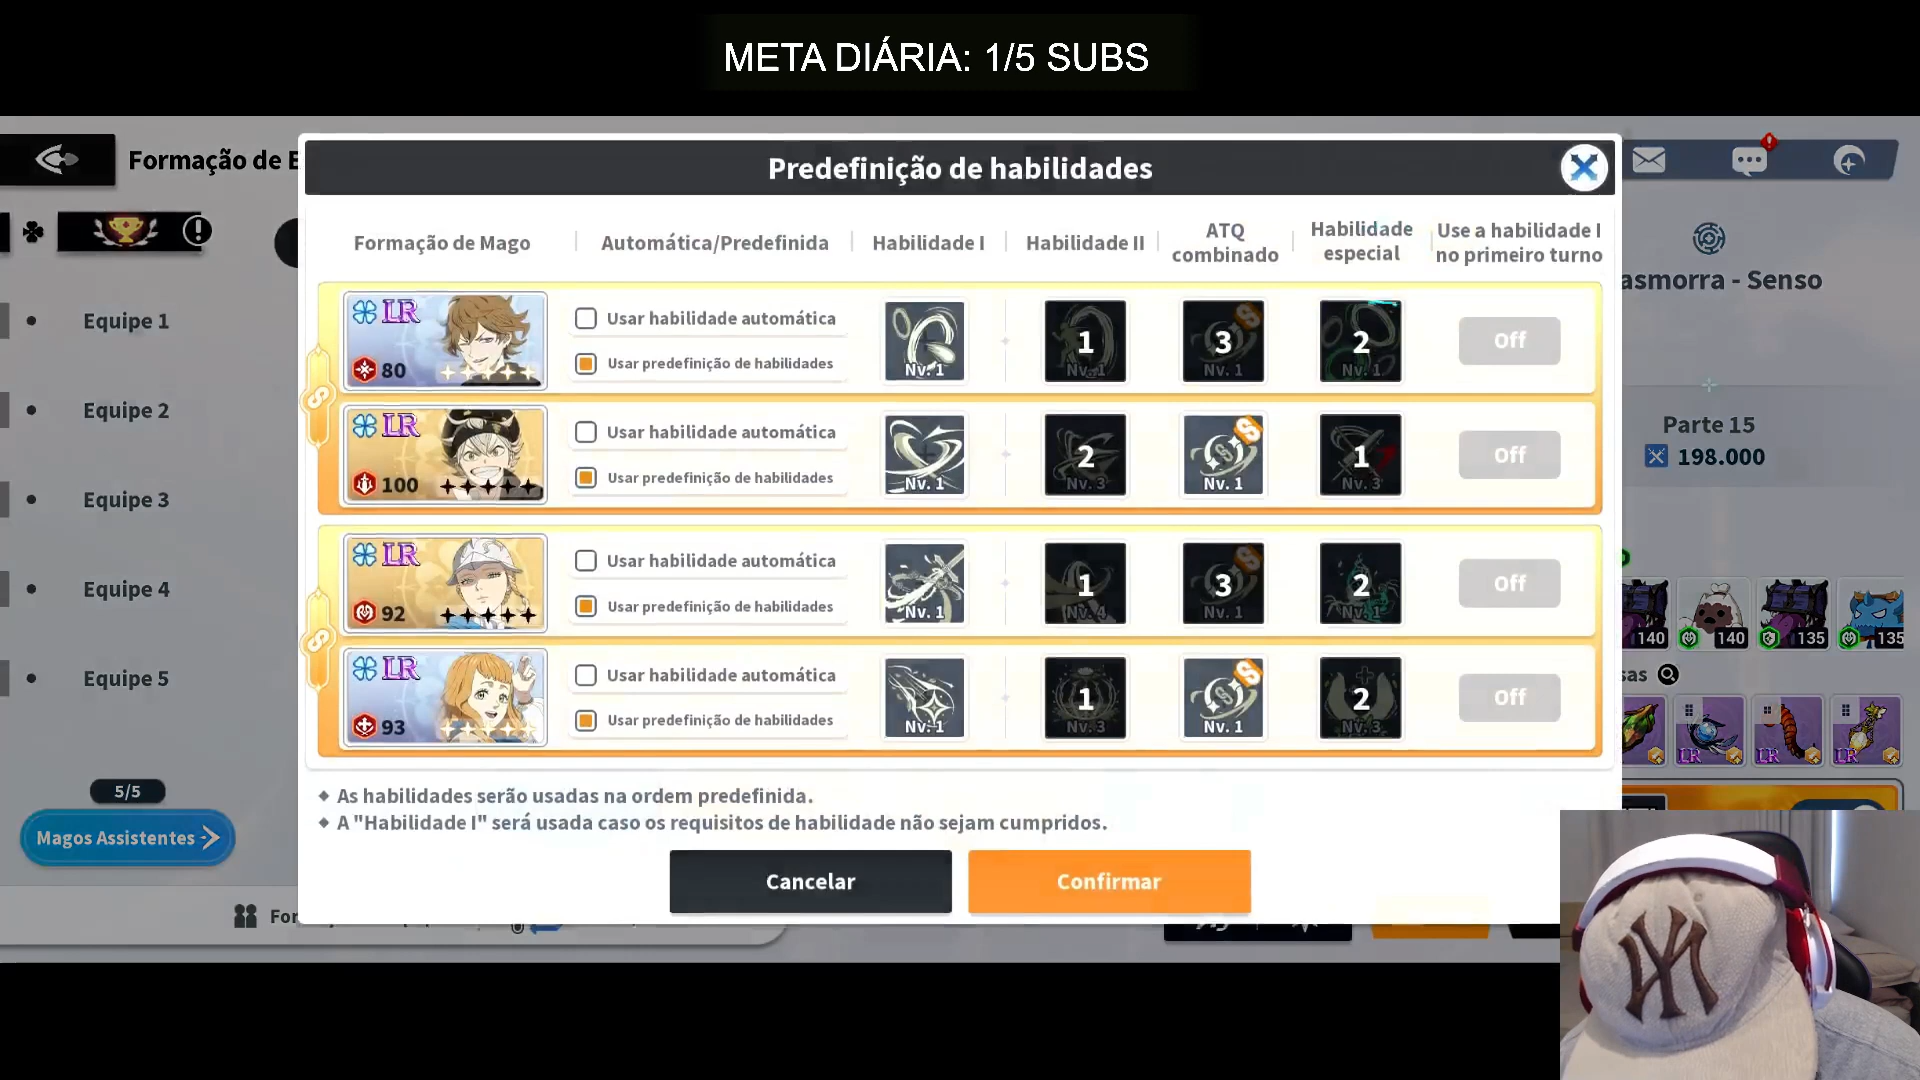 META DIÁRIA: 1/5 SUBS
Formação de E
Predefinição de habilidades
Formação de Mago
Automática/Predefinida
Habilidade I
Habilidade II
ATQ
combinado
Habilidade
especial
Use a habilidade I
no primeiro turno
LR
80
Usar habilidade automática
Usar predefinição de habilidades
Nv. 1
1
Nv. 1
3
Nv. 1
2
Nv. 1
Off
LR
100
Usar habilidade automática
Usar predefinição de habilidades
Nv. 1
2
Nv. 3
S
Nv. 1
1
Nv. 3
Off
LR
92
Usar habilidade automática
Usar predefinição de habilidades
Nv. 1
1
Nv. 4
3
Nv. 1
2
Nv. 1
Off
LR
93
Usar habilidade automática
Usar predefinição de habilidades
Nv. 1
1
Nv. 3
S
Nv. 1
2
Nv. 3
Off
As habilidades serão usadas na ordem predefinida.
A "Habilidade I" será usada caso os requisitos de habilidade não sejam cumpridos.
Cancelar
Confirmar
Equipe 1
Equipe 2
Equipe 3
Equipe 4
Equipe 5
5/5
Magos Assistentes
For
asmorra - Senso
Parte 15
198.000
140
140
135
135
sas
LR
LR
LR
NY